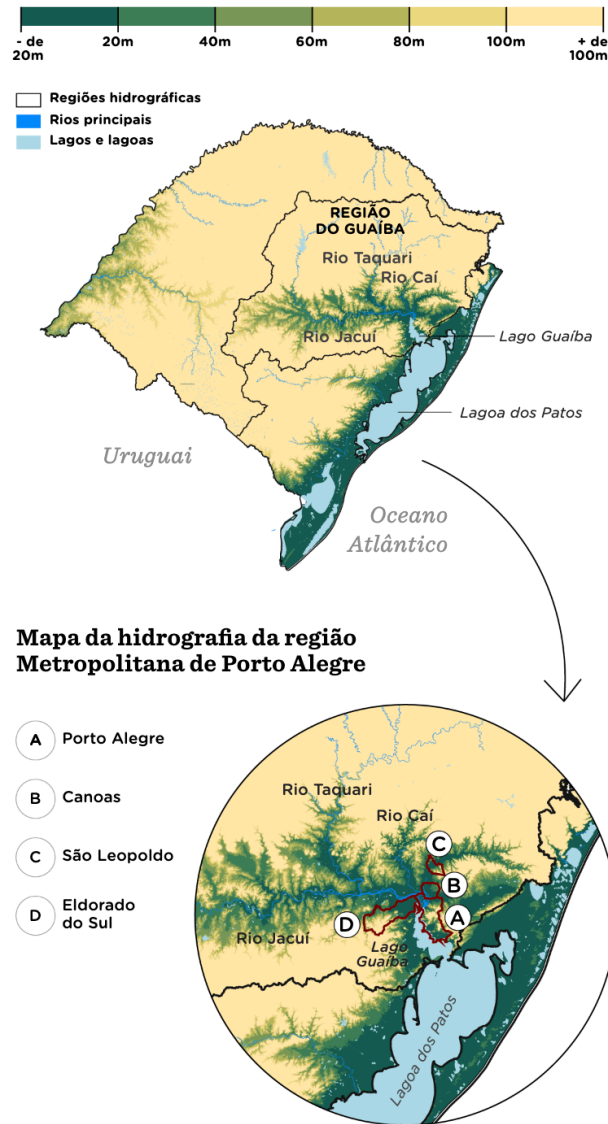 - de
20m
20m
40m
60m
80m
100m
+ de
100m
Regiões hidrográficas
Rios principais
Lagos e lagoas
REGIÃO
DO GUAÍBA
Rio Taquari
Rio Caí
Rio Jacuí
Lago Guaíba
Lagoa dos Patos
Uruguai
Oceano
Atlântico
Mapa da hidrografia da região
Metropolitana de Porto Alegre
A Porto Alegre
B Canoas
C São Leopoldo
D Eldorado
do Sul
Rio Taquari
Rio Caí
C
B
A
D
Rio Jacuí
Lago
Guaíba
Lagoa dos Patos